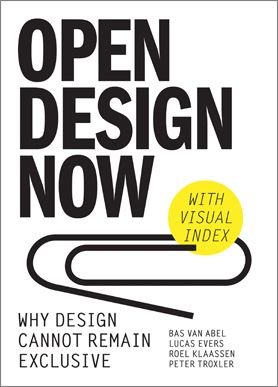 OPEN
DESIGN
NOW
WITH
VISUAL
INDEX
WHY DESIGN
CANNOT REMAIN
EXCLUSIVE
BAS VAN ABEL
LUCAS EVERS
ROEL KLAASSEN
PETER TROXLER